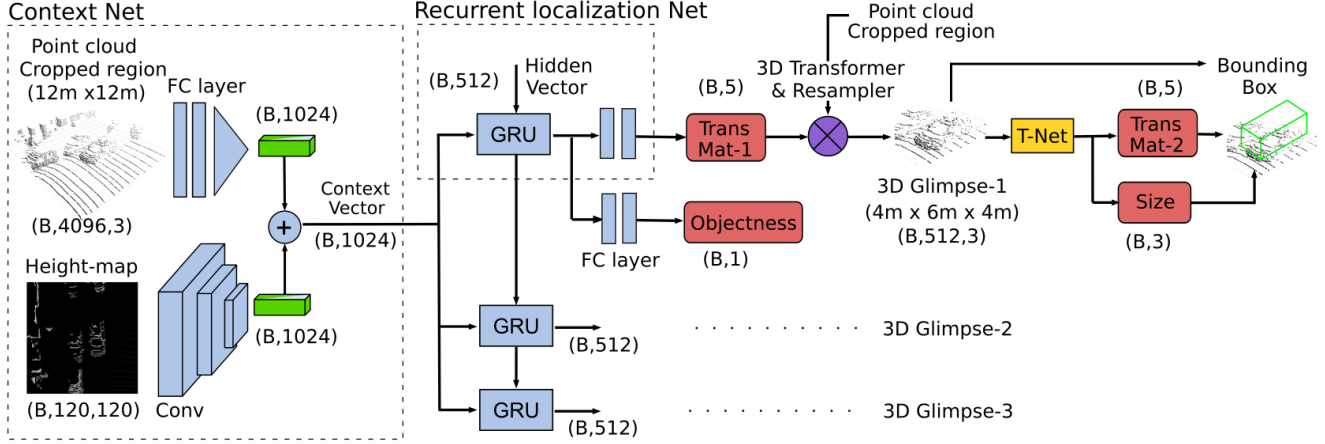 Context Net
Point cloud
Cropped region
(12m x12m)
FC layer
(B,1024)
(B,4096,3)
Context
Vector
(B,1024)
+
Height-map
(B,1024)
(B,120,120)
Conv
Recurrent localization Net
(B,512)
Hidden
Vector
GRU
FC layer
(B,5)
Trans
Mat-1
Objectness
(B,1)
Point cloud
Cropped region
3D Transformer
& Resampler
3D Glimpse-1
(4m x 6m x 4m)
(B,512,3)
T-Net
(B,5)
Trans
Mat-2
Size
(B,3)
Bounding
Box
GRU
(B,512)
3D Glimpse-2
GRU
(B,512)
3D Glimpse-3